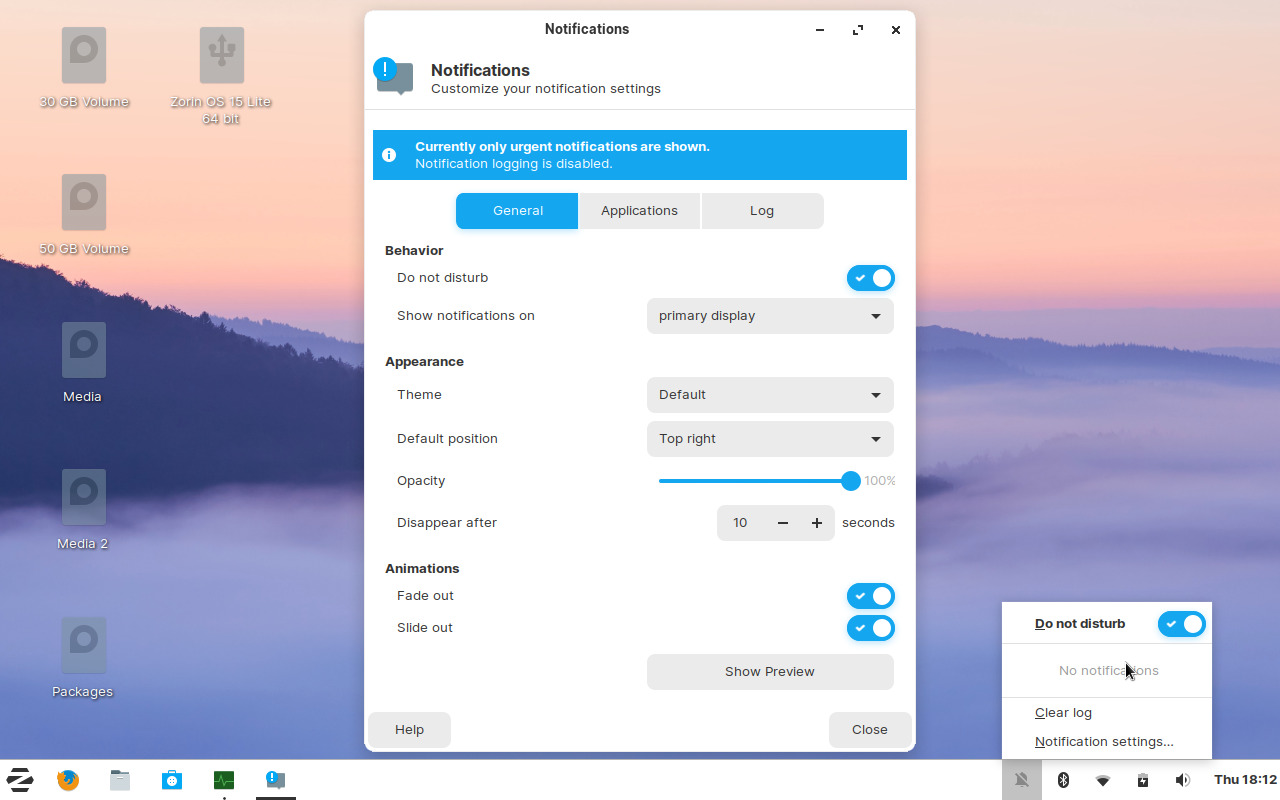 30 GB Volume
Zorin OS 15 Lite
64 bit
50 GB Volume
Media
Media 2
Packages
Notifications
Notifications
Customize your notification settings
Currently only urgent notifications are shown.
Notification logging is disabled.
General
Applications
Log
Behavior
Do not disturb
Show notifications on
primary display
Appearance
Theme
Default
Default position
Top right
Opacity
100%
Disappear after
10
seconds
Animations
Fade out
Slide out
Show Preview
Help
Close
Do not disturb
No notifications
Clear log
Notification settings...
Thu 18:12